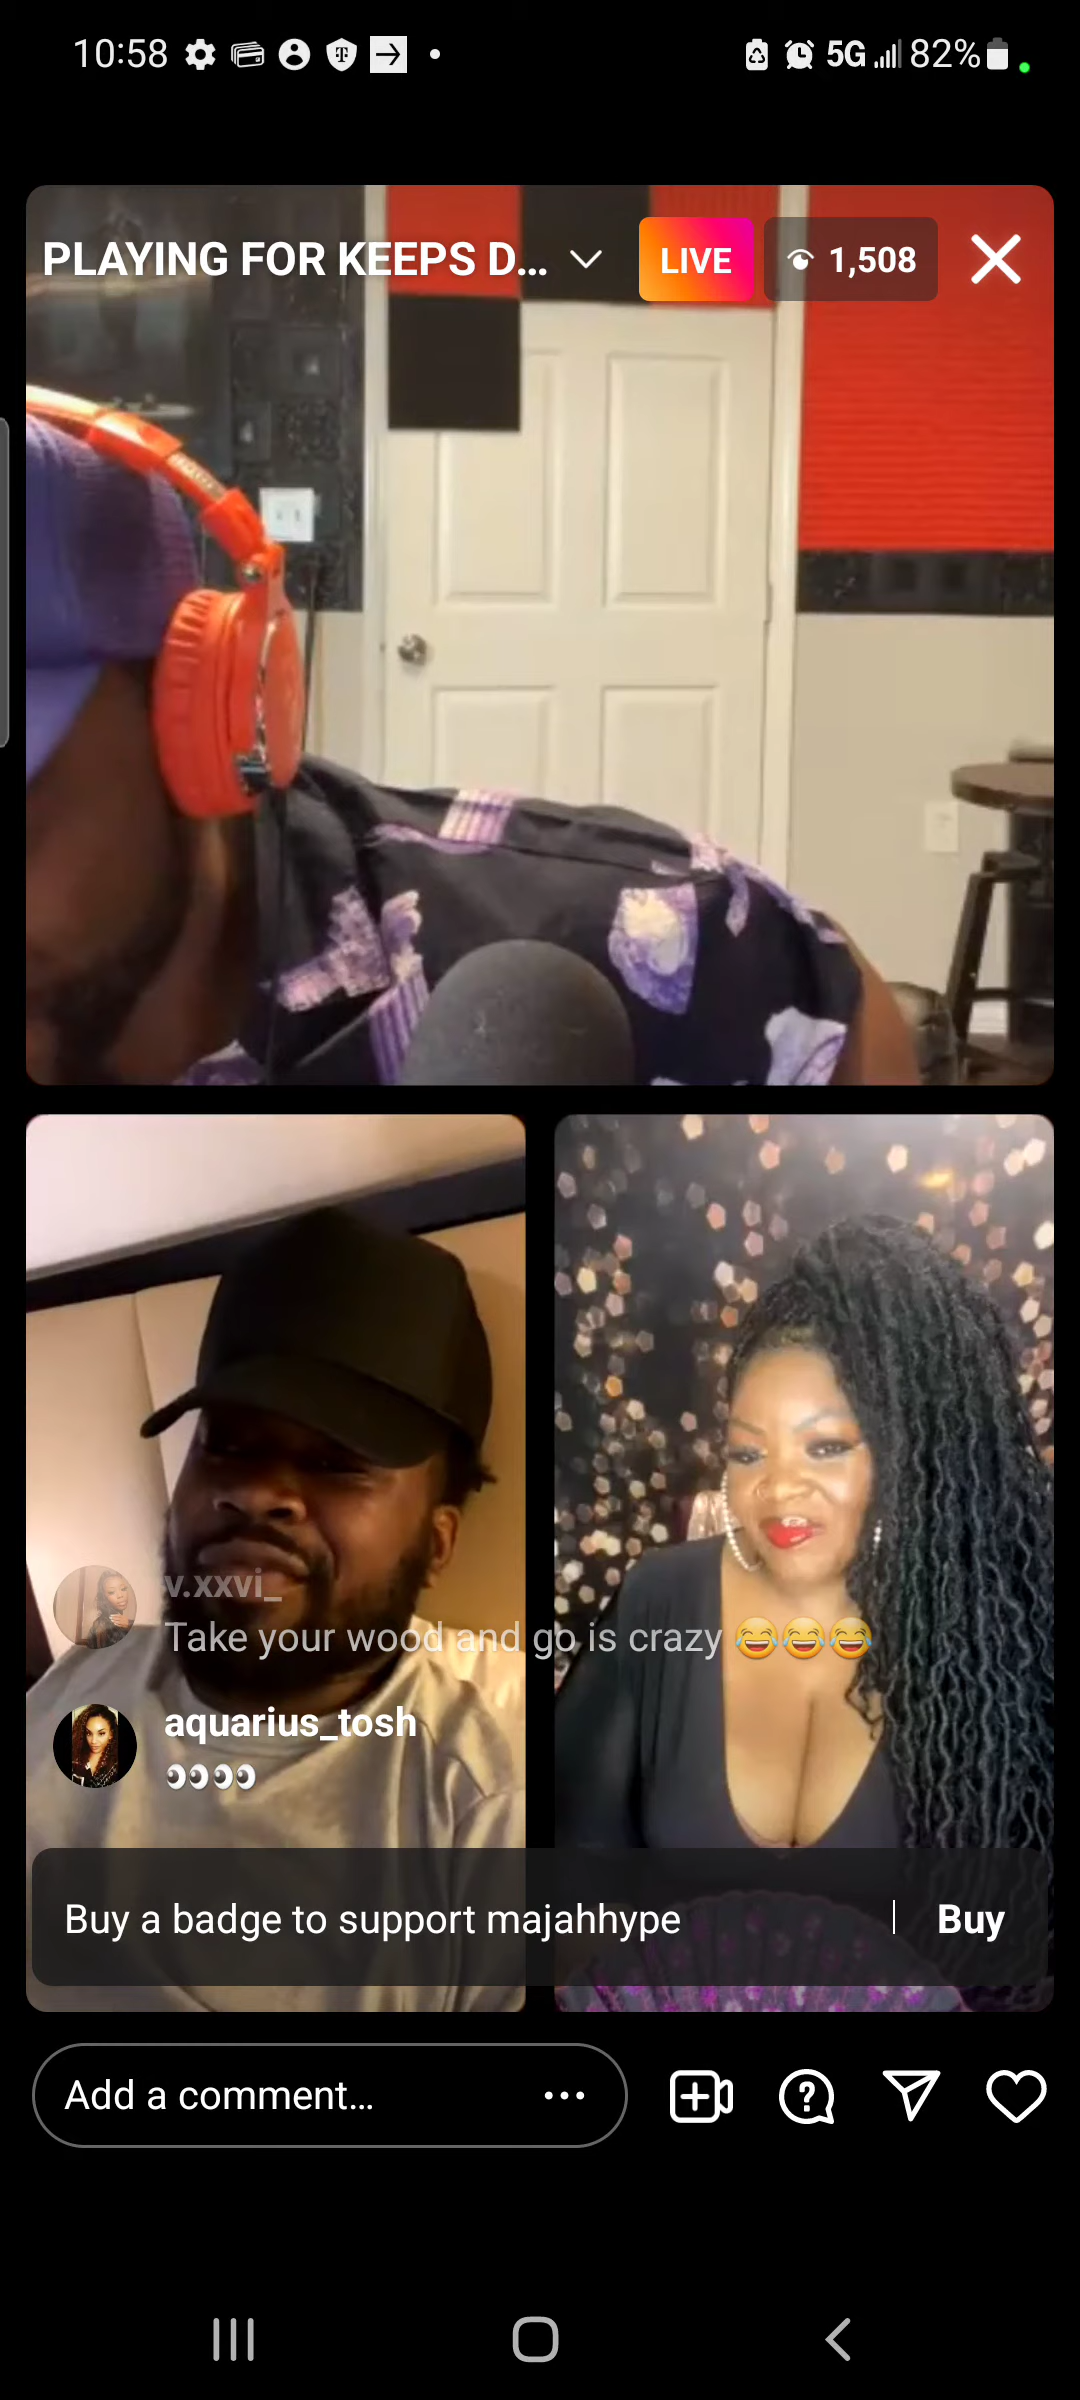 10:58
5G 82%
PLAYING FOR KEEPS D...
LIVE
1,508
v.xxvi_
Take your wood and go is crazy 😂😂😂
aquarius_tosh
👀👀
Buy a badge to support majahhype | Buy
Add a comment...